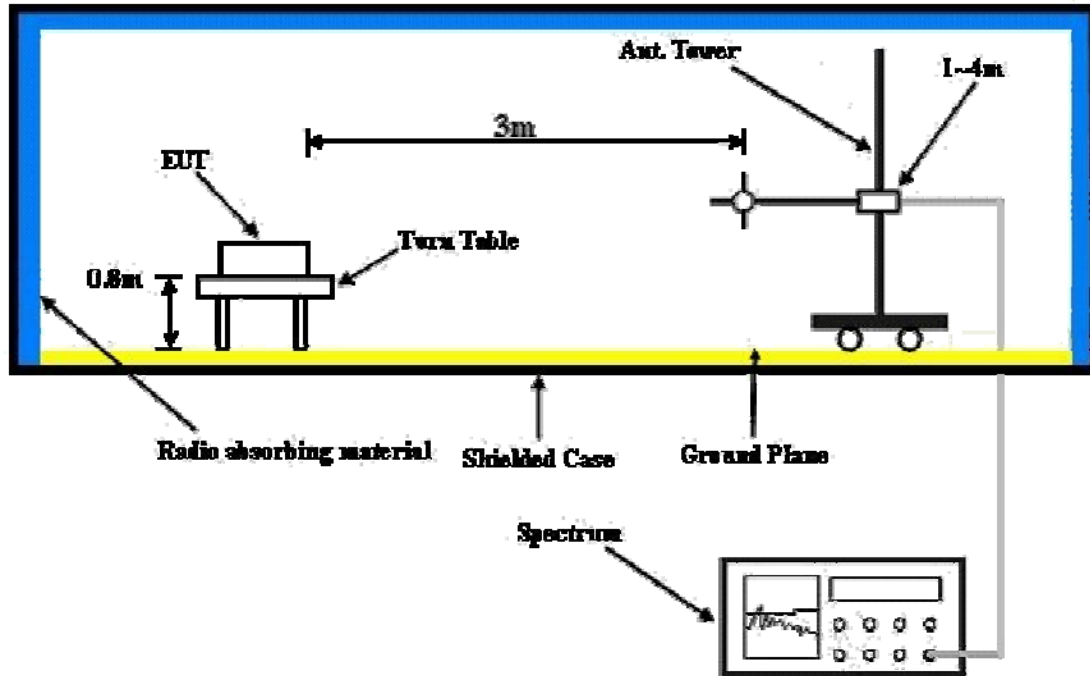 Ant. Tower
1~4m
3m
EUT
Turn Table
0.8m
Radio absorbing material
Shielded Case
Ground Plane
Spectrum